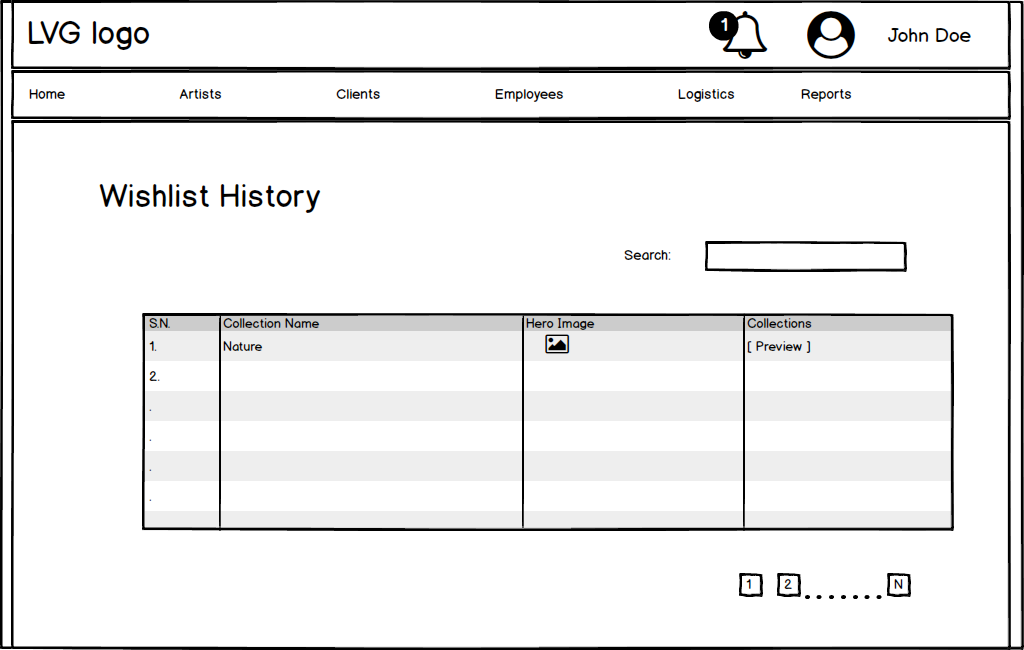 LVG logo
1
John Doe
Home Artists Clients Employees Logistics Reports
Wishlist History
Search:
S.N. Collection Name Hero Image Collections
1. Nature [ Preview ]
2.
.
.
.
.
1 2 ....... N